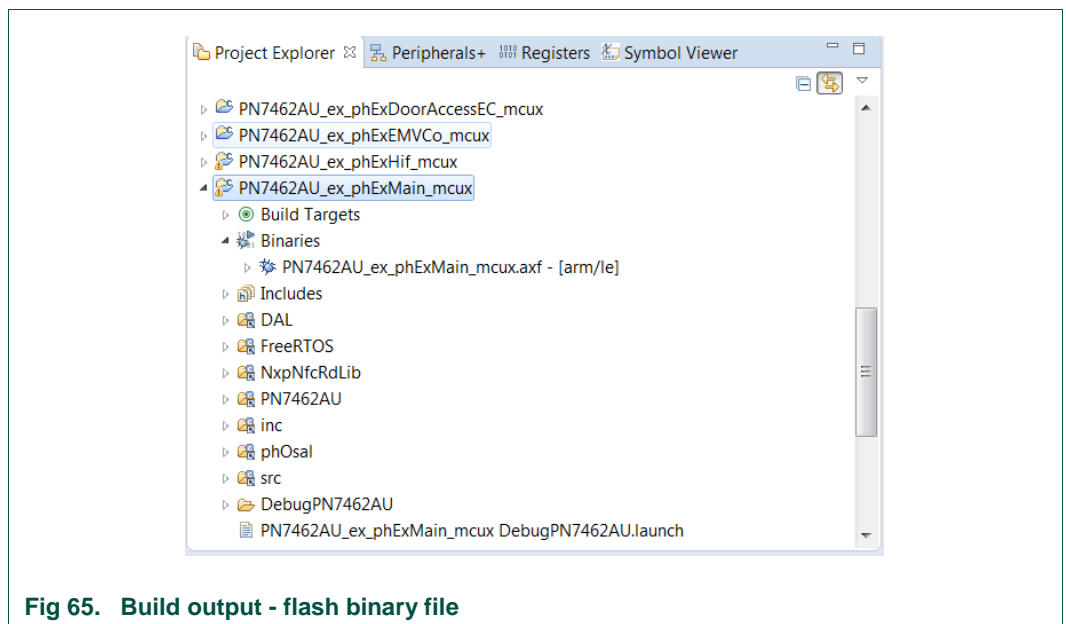 Project Explorer Peripherals+ Registers Symbol Viewer
PN7462AU_ex_phExDoorAccessEC_mcux
PN7462AU_ex_phExEMVCo_mcux
PN7462AU_ex_phExHif_mcux
PN7462AU_ex_phExMain_mcux
Build Targets
Binaries
PN7462AU_ex_phExMain_mcux.axf - [arm/le]
Includes
DAL
FreeRTOS
NxpNfcRdLib
PN7462AU
inc
phOsal
src
DebugPN7462AU
PN7462AU_ex_phExMain_mcux DebugPN7462AU.launch
Fig 65. Build output - flash binary file